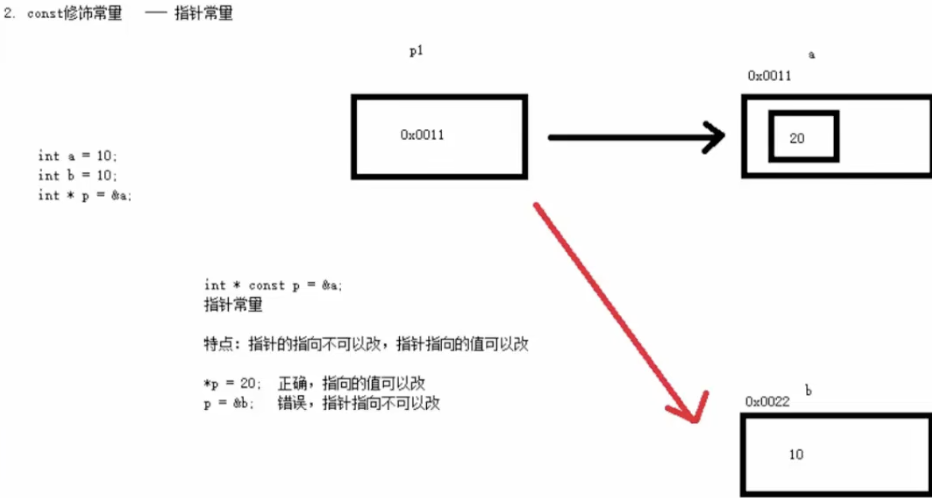 2. const修饰常量 —— 指针常量
p1
a
0x0011
0x0011
20
int a = 10;
int b = 10;
int * p = &a;
int * const p = &a;
指针常量
特点：指针的指向不可以改，指针指向的值可以改
*p = 20; 正确，指向的值可以改
p = &b; 错误，指针指向不可以改
b
0x0022
10